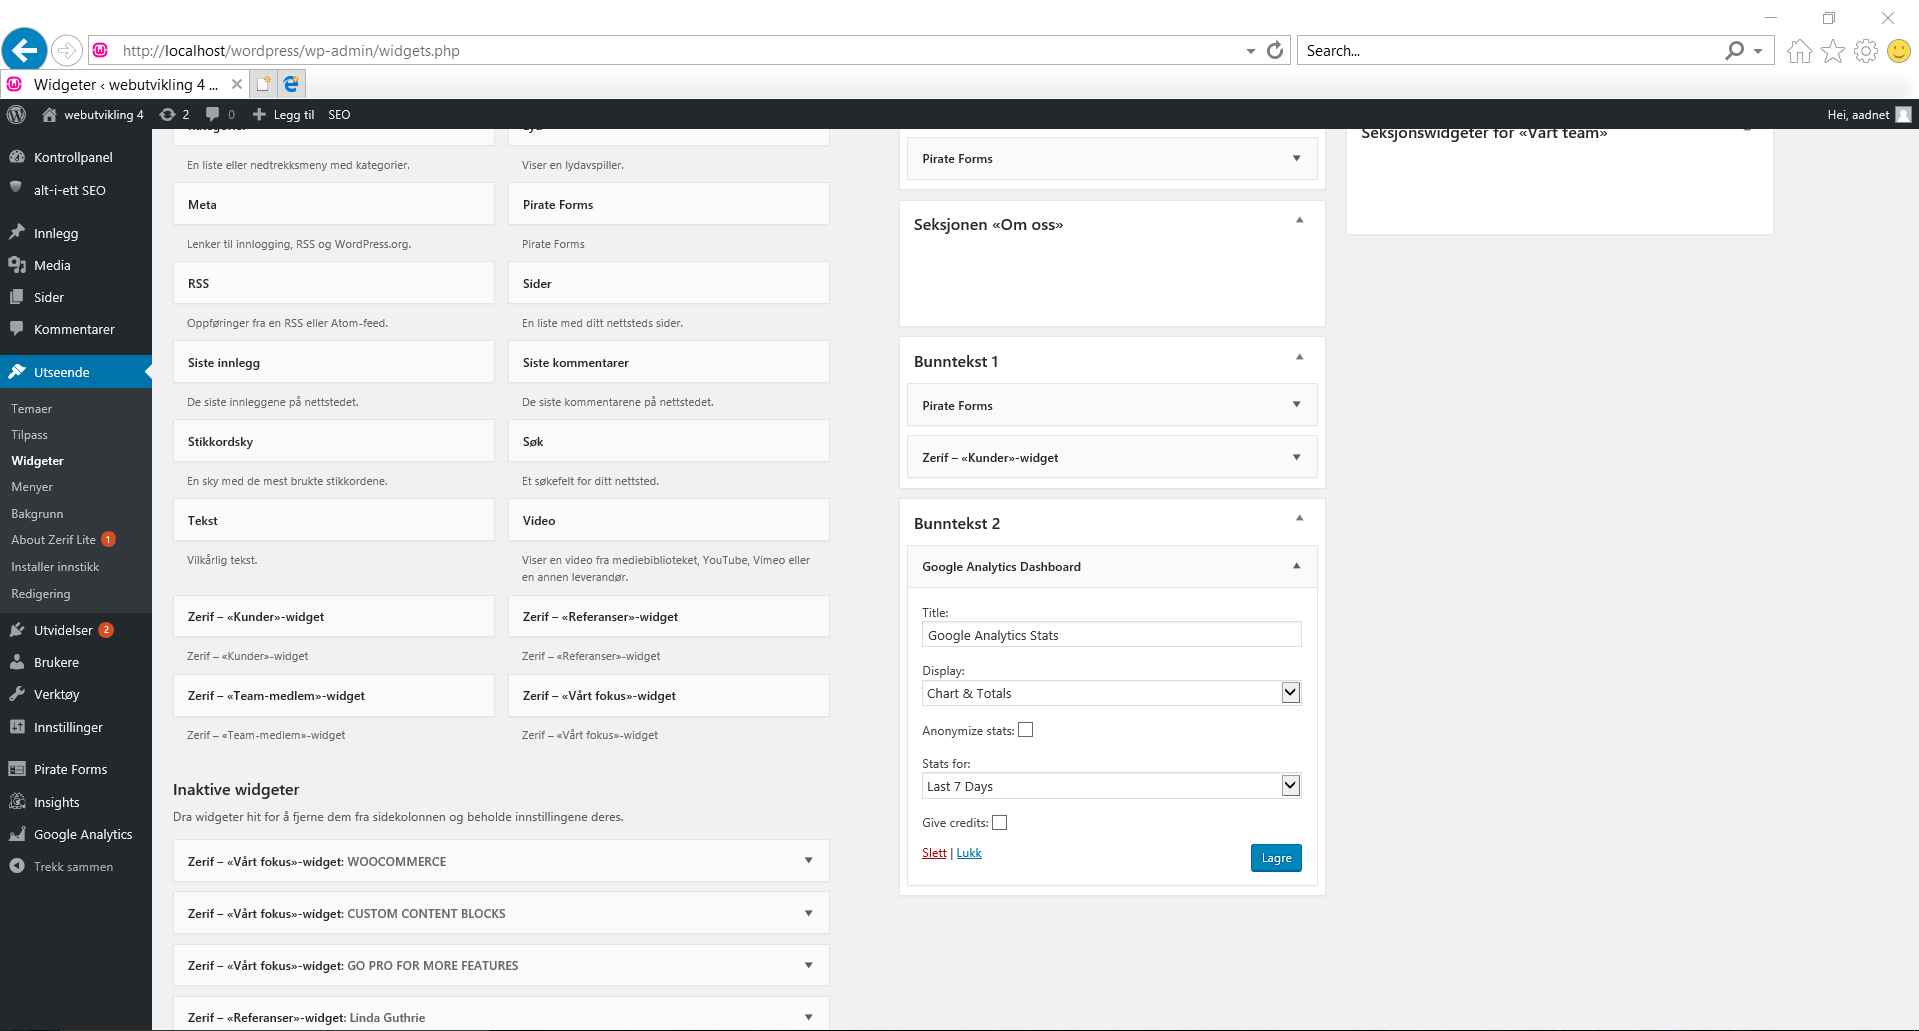 http://localhost/wordpress/wp-admin/widgets.php
Search...
Widgeter ‹ webutvikling 4 ...
webutvikling 4
2
0
Legg til
SEO
Hei, aadnet
Kontrollpanel
alt-i-ett SEO
Innlegg
Media
Sider
Kommentarer
Utseende
Temaer
Tilpass
Widgeter
Menyer
Bakgrunn
About Zerif Lite 1
Installer innstikk
Redigering
Utvidelser 2
Brukere
Verktøy
Innstillinger
Pirate Forms
Insights
Google Analytics
Trekk sammen
En liste eller nedtrekksmeny med kategorier.
Viser en lydavspiller.
Meta
Pirate Forms
Lenker til innlogging, RSS og WordPress.org.
Pirate Forms
RSS
Sider
Oppføringer fra en RSS eller Atom-feed.
En liste med ditt nettsteds sider.
Siste innlegg
Siste kommentarer
De siste innleggene på nettstedet.
De siste kommentarene på nettstedet.
Stikkordsky
Søk
En sky med de mest brukte stikkordene.
Et søkefelt for ditt nettsted.
Tekst
Video
Vilkårlig tekst.
Viser en video fra mediebiblioteket, YouTube, Vimeo eller
en annen leverandør.
Zerif – «Kunder»-widget
Zerif – «Referanser»-widget
Zerif – «Kunder»-widget
Zerif – «Referanser»-widget
Zerif – «Team-medlem»-widget
Zerif – «Vårt fokus»-widget
Zerif – «Team-medlem»-widget
Zerif – «Vårt fokus»-widget
Inaktive widgeter
Dra widgeter hit for å fjerne dem fra sidekolonnen og beholde innstillingene deres.
Zerif – «Vårt fokus»-widget: WOOCOMMERCE
Zerif – «Vårt fokus»-widget: CUSTOM CONTENT BLOCKS
Zerif – «Vårt fokus»-widget: GO PRO FOR MORE FEATURES
Zerif – «Referanser»-widget: Linda Guthrie
Pirate Forms
Seksjonen «Om oss»
Bunntekst 1
Pirate Forms
Zerif – «Kunder»-widget
Bunntekst 2
Google Analytics Dashboard
Title:
Google Analytics Stats
Display:
Chart & Totals
Anonymize stats:
Stats for:
Last 7 Days
Give credits:
Slett | Lukk
Lagre
Seksjonswidgeter for «Vårt team»